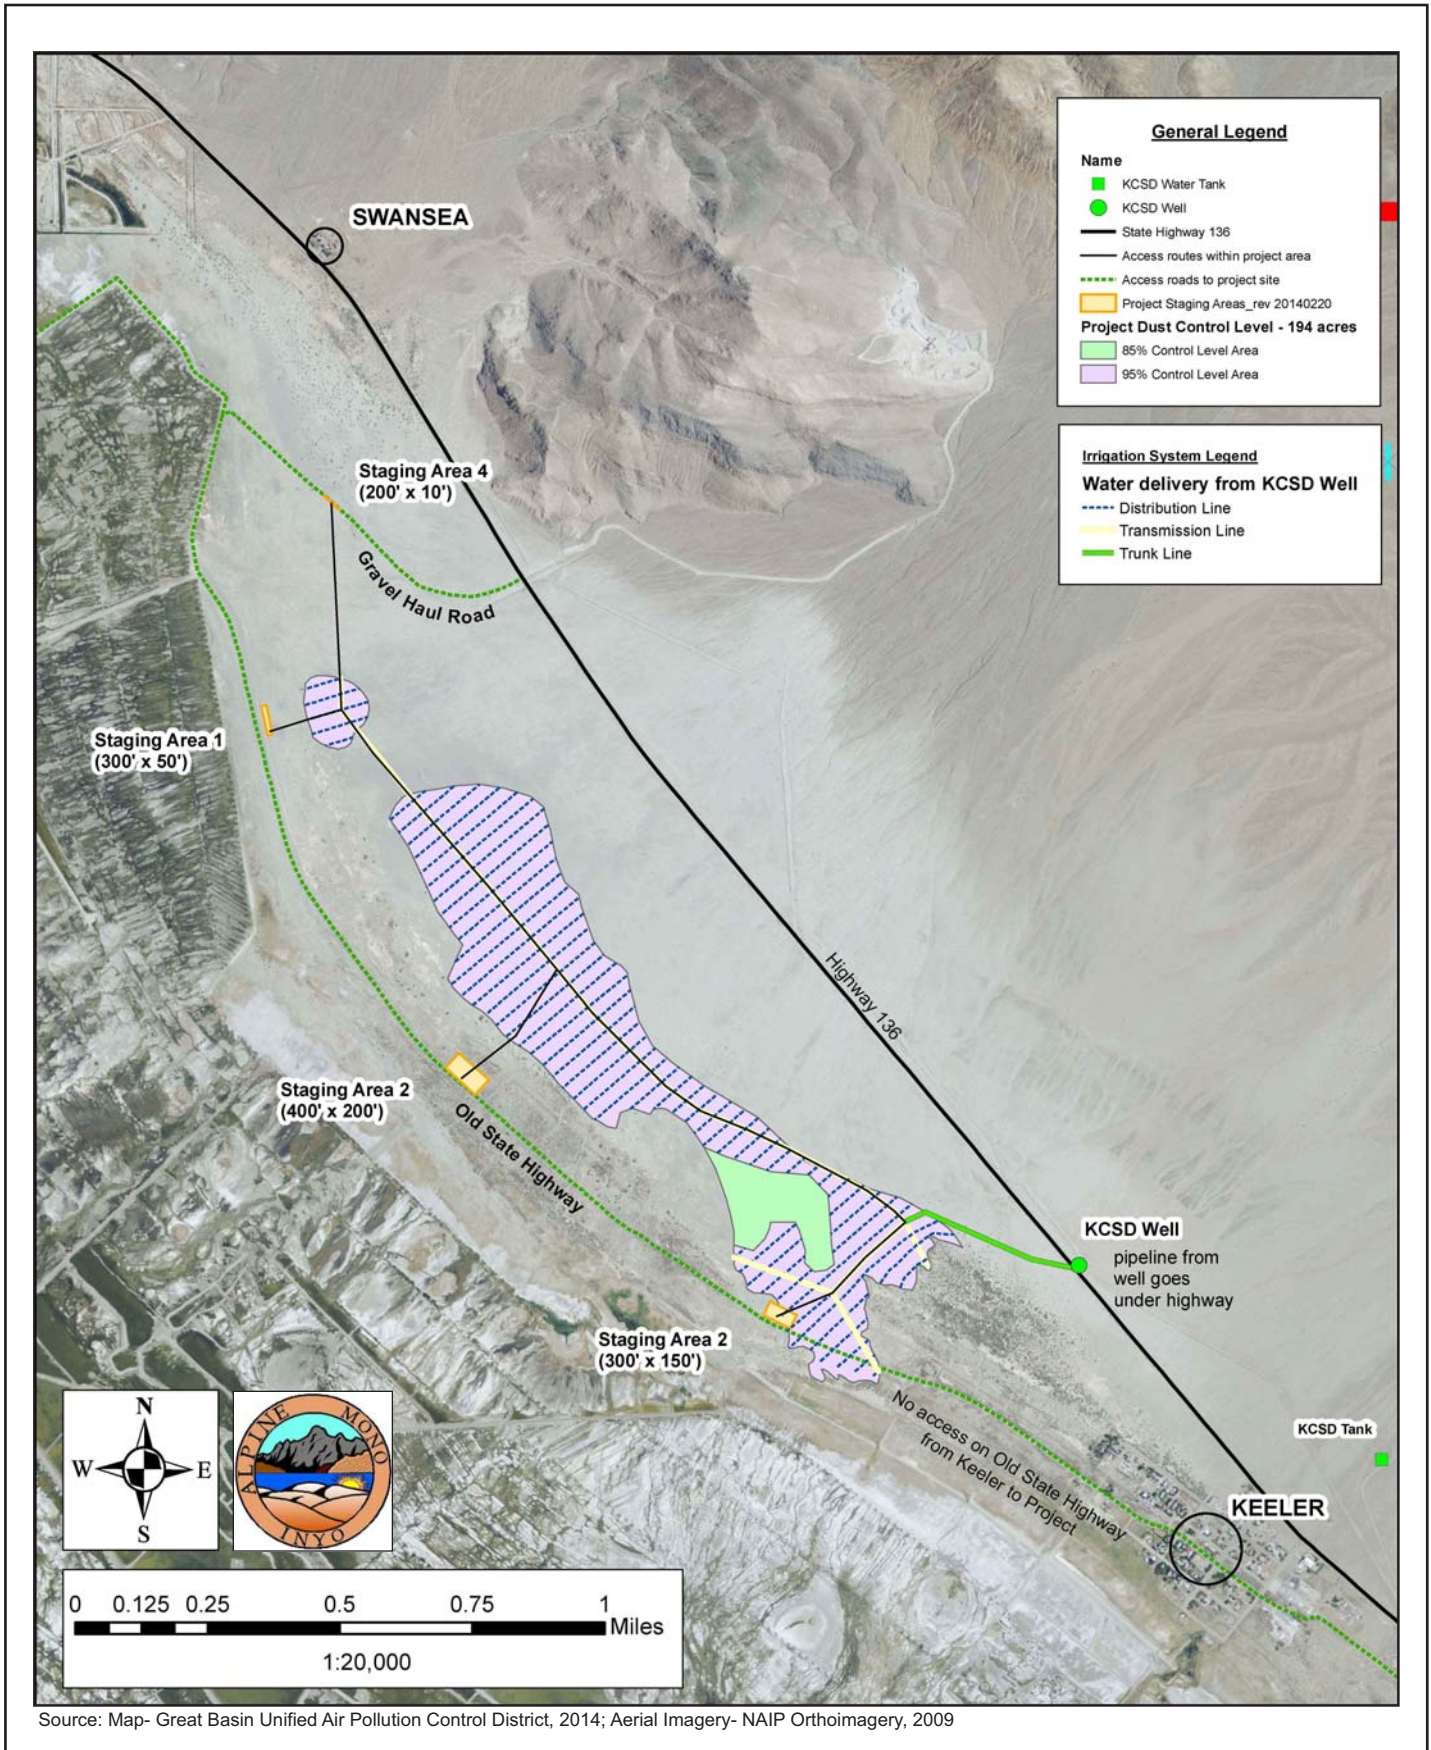 General Legend
Name
KCSD Water Tank
KCSD Well
State Highway 136
Access routes within project area
Access roads to project site
Project Staging Areas_rev 20140220
Project Dust Control Level - 194 acres
85% Control Level Area
95% Control Level Area
Irrigation System Legend
Water delivery from KCSD Well
Distribution Line
Transmission Line
Trunk Line
SWANSEA
Staging Area 4
(200' x 10')
Gravel Haul Road
Staging Area 1
(300' x 50')
Highway 136
Staging Area 2
(400' x 200')
Old State Highway
KCSD Well
pipeline from
well goes
under highway
Staging Area 2
(300' x 150')
No access on Old State Highway
from Keeler to Project
KCSD Tank
KEELER
N
W E
S
ALPINE MONO
INYO
0 0.125 0.25 0.5 0.75 1
Miles
1:20,000
Source: Map- Great Basin Unified Air Pollution Control District, 2014; Aerial Imagery- NAIP Orthoimagery, 2009